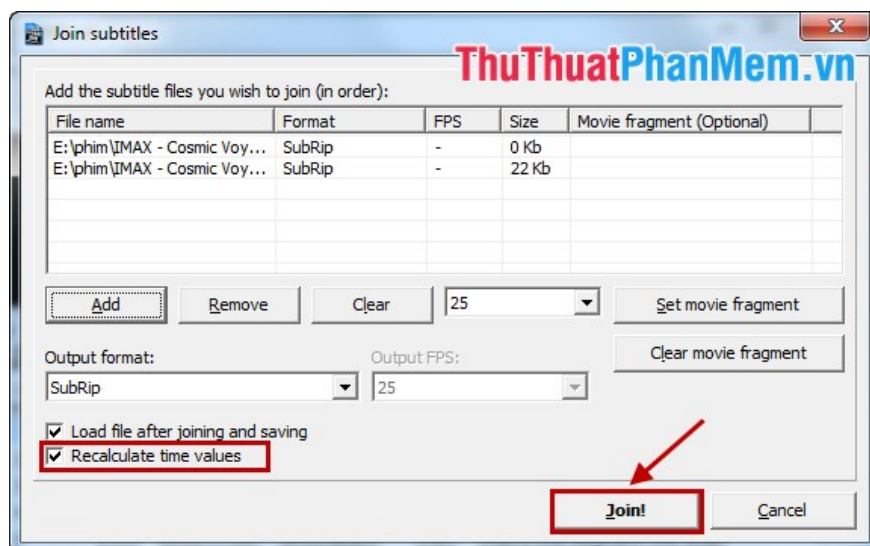 Join subtitles
ThuThuatPhanMem.vn
Add the subtitle files you wish to join (in order):
File name Format FPS Size Movie fragment (Optional)
E:\phim\IMAX - Cosmic Voy... SubRip - 0 Kb
E:\phim\IMAX - Cosmic Voy... SubRip - 22 Kb
Add Remove Clear 25 Set movie fragment
Clear movie fragment
Output format: Output FPS:
SubRip 25
Load file after joining and saving
Recalculate time values
Join! Cancel